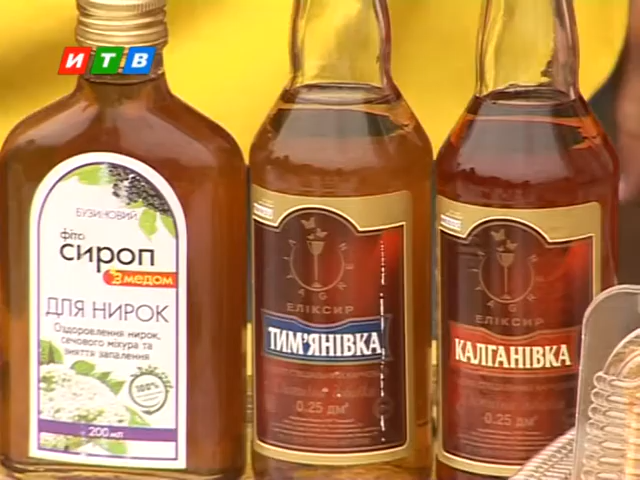 ИТВ
БУЗИНОВИЙ
фіто
сироп
з медом
ДЛЯ НИРОК
Оздоровлення нирок,
сечового міхура та
зняття запалення
100%
200 мл
ЕЛІКСИР
ТИМ'ЯНІВКА
0.25 дм³
ЕЛІКСИР
КАЛГАНІВКА
0.25 дм³